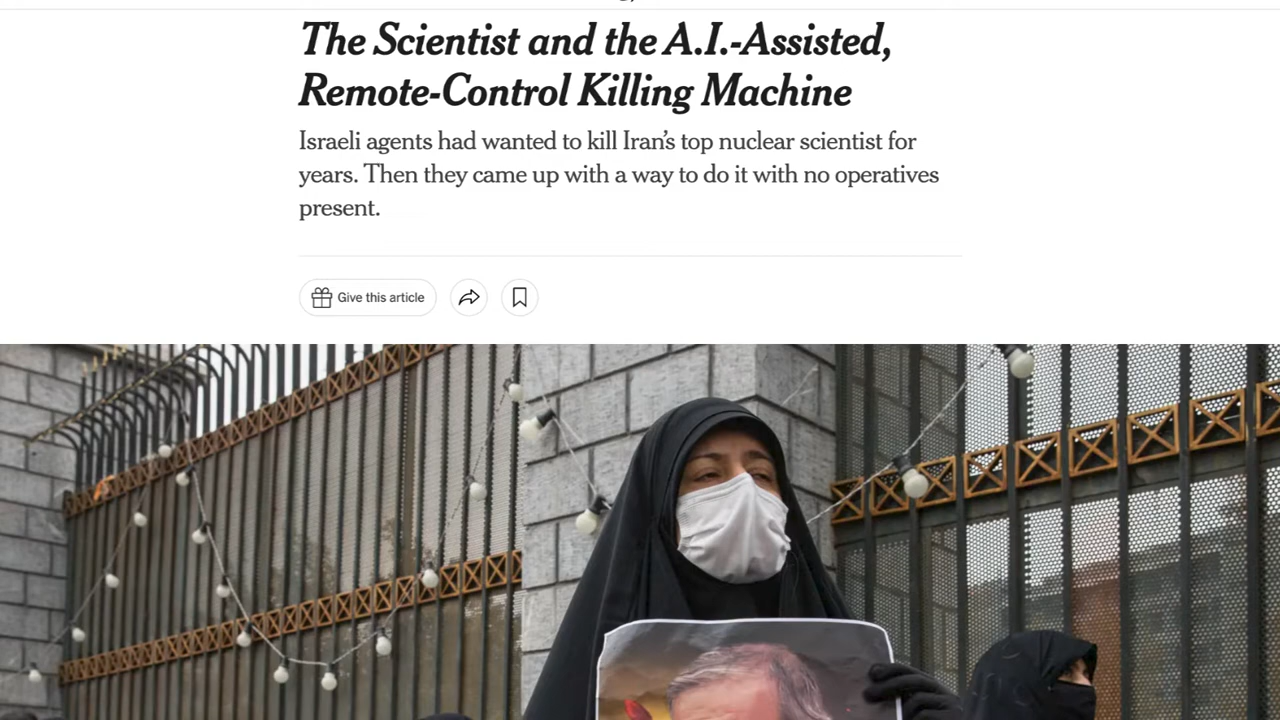 The Scientist and the A.I.-Assisted,
Remote-Control Killing Machine
Israeli agents had wanted to kill Iran’s top nuclear scientist for
years. Then they came up with a way to do it with no operatives
present.
Give this article